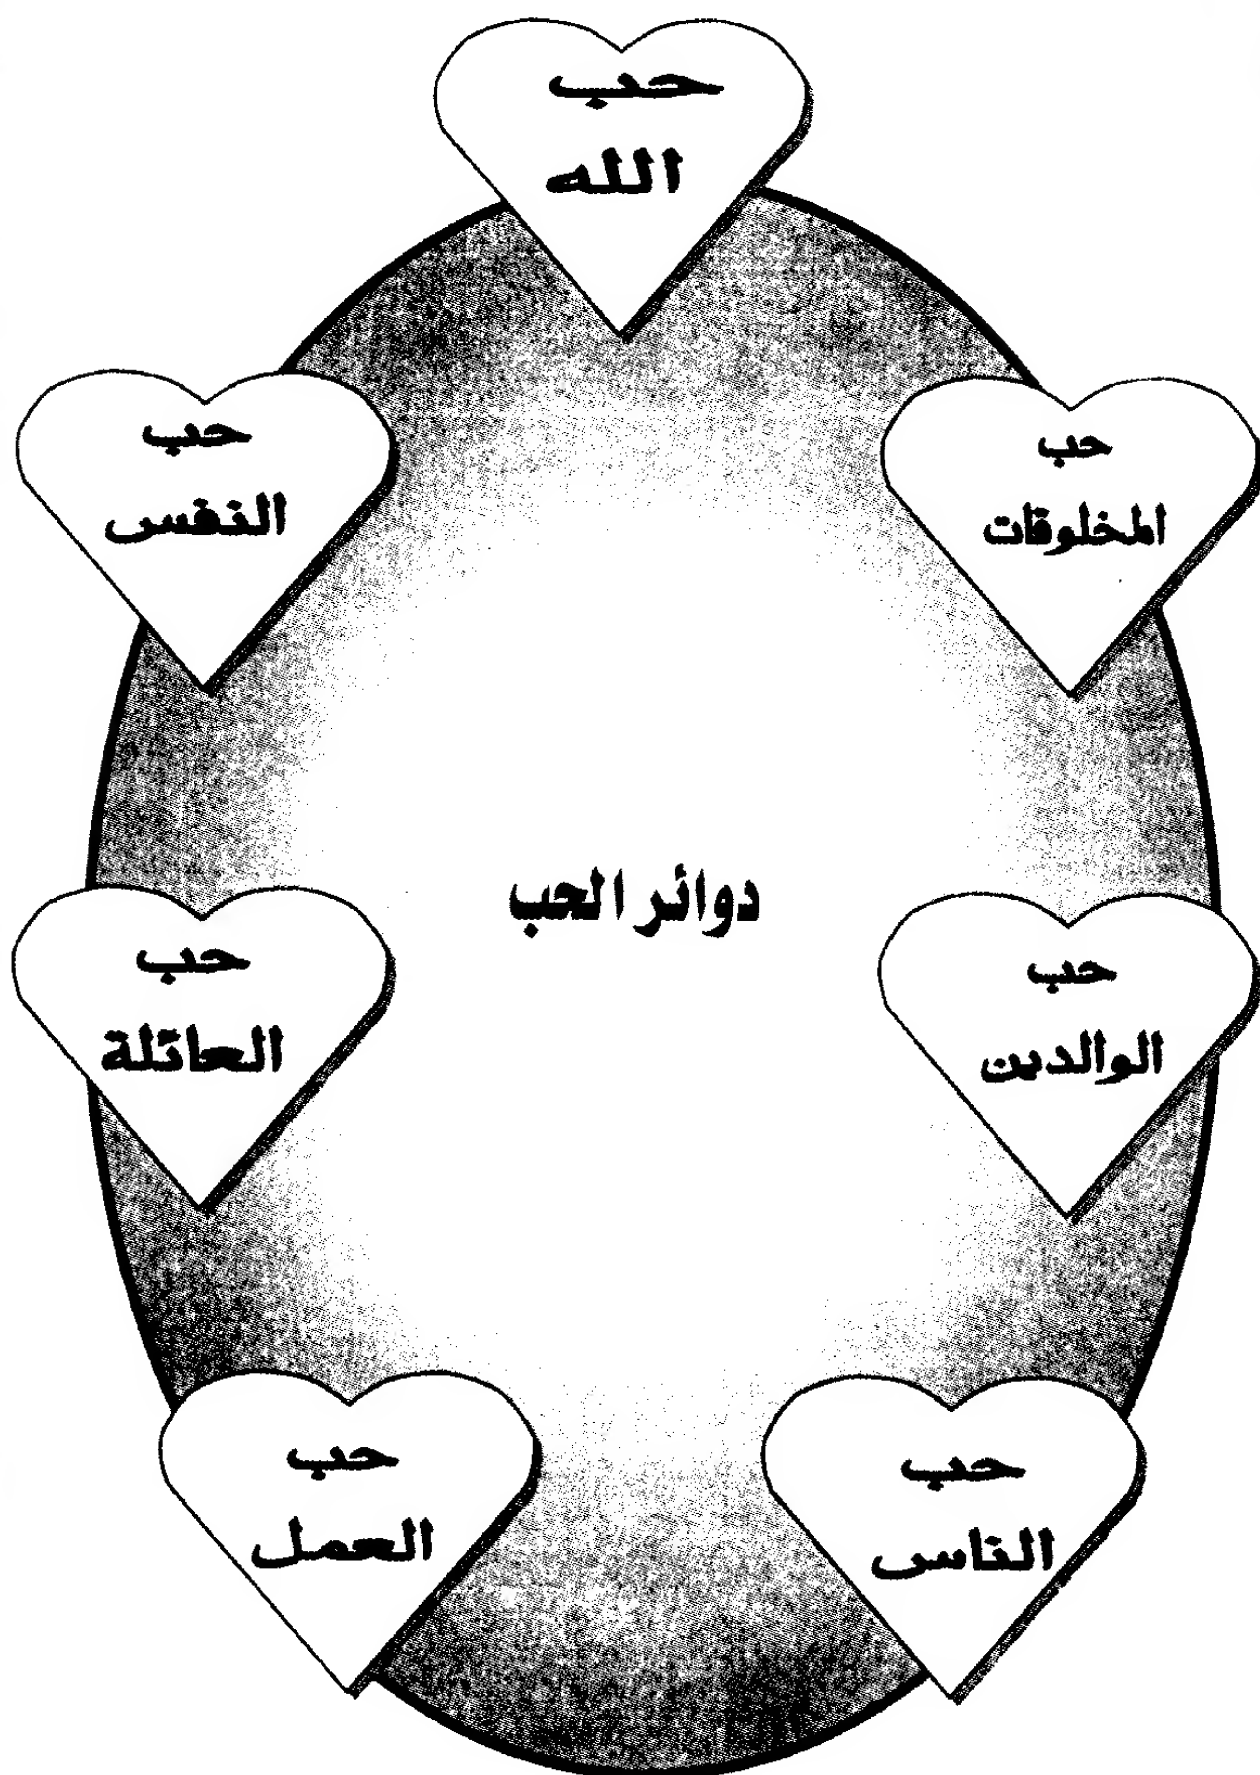 حب
الله
حب
المخلوقات
حب
النفس
دوائر الحب
حب
الوالدين
حب
العائلة
حب
الناس
حب
العمل